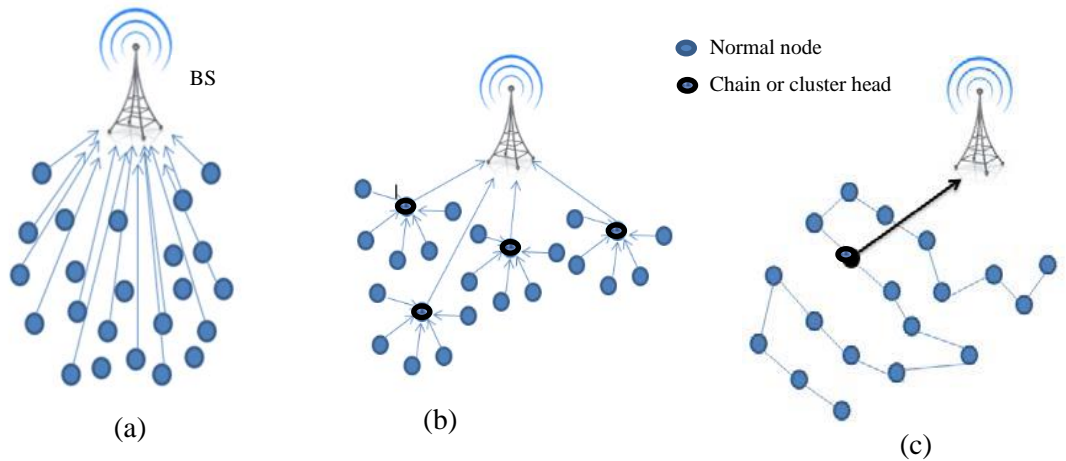 BS
Normal node
Chain or cluster head
(a)
(b)
(c)